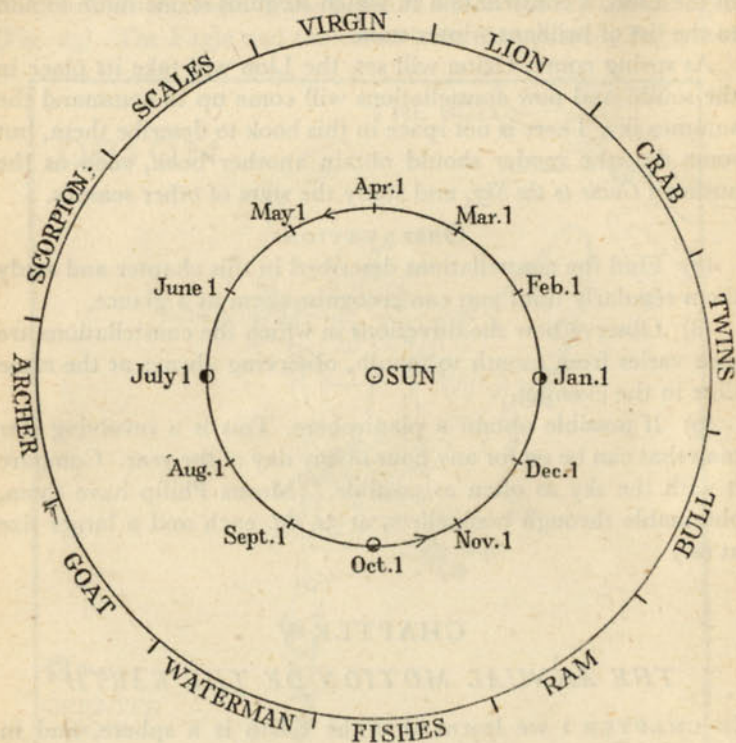 VIRGIN
LION
CRAB
TWINS
BULL
RAM
FISHES
WATERMAN
GOAT
ARCHER
SCORPION
SCALES
Apr.1
Mar.1
Feb.1
Jan.1
Dec.1
Nov.1
Oct.1
Sept.1
Aug.1
July 1
June 1
May 1
SUN